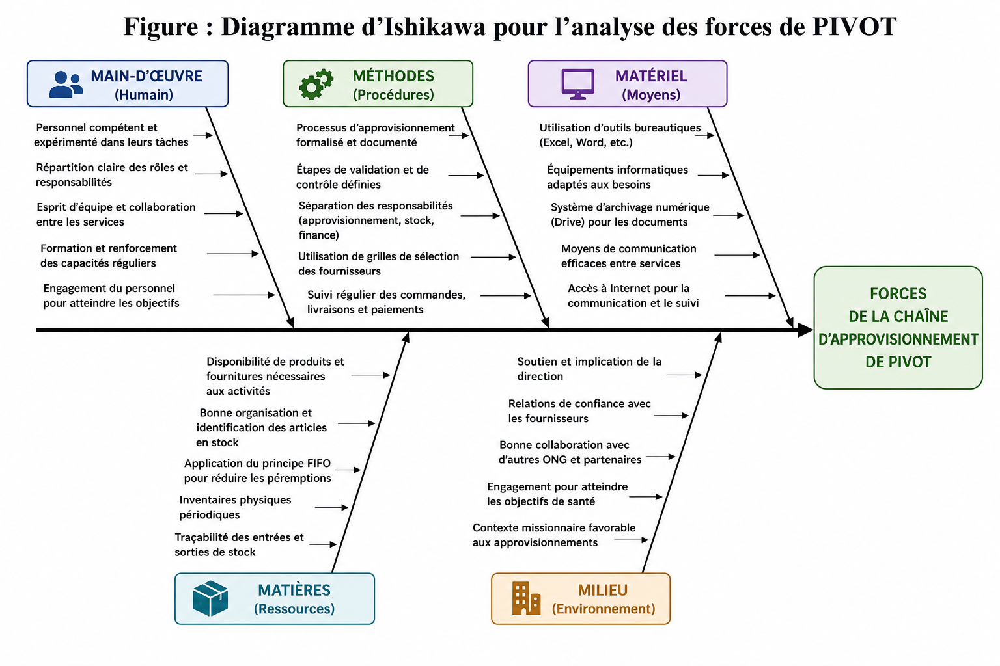 Figure : Diagramme d’Ishikawa pour l’analyse des forces de PIVOT
MAIN-D’ŒUVRE
(Humain)
Personnel compétent et
expérimenté dans leurs tâches
Répartition claire des rôles et
responsabilités
Esprit d’équipe et collaboration
entre les services
Formation et renforcement
des capacités réguliers
Engagement du personnel
pour atteindre les objectifs
MÉTHODES
(Procédures)
Processus d’approvisionnement
formalisé et documenté
Étapes de validation et de
contrôle définies
Séparation des responsabilités
(approvisionnement, stock,
finance)
Utilisation de grilles de sélection
des fournisseurs
Suivi régulier des commandes,
livraisons et paiements
MATÉRIEL
(Moyens)
Utilisation d’outils bureautiques
(Excel, Word, etc.)
Équipements informatiques
adaptés aux besoins
Système d’archivage numérique
(Drive) pour les documents
Moyens de communication
efficaces entre services
Accès à Internet pour la
communication et le suivi
FORCES
DE LA CHAÎNE
D’APPROVISIONNEMENT
DE PIVOT
Disponibilité de produits et
fournitures nécessaires
aux activités
Bonne organisation et
identification des articles
en stock
Application du principe FIFO
pour réduire les péremptions
Inventaires physiques
périodiques
Traçabilité des entrées et
sorties de stock
MATIÈRES
(Ressources)
Soutien et implication de la
direction
Relations de confiance avec
les fournisseurs
Bonne collaboration avec
d’autres ONG et partenaires
Engagement pour atteindre
les objectifs de santé
Contexte missionnaire favorable
aux approvisionnements
MILIEU
(Environnement)